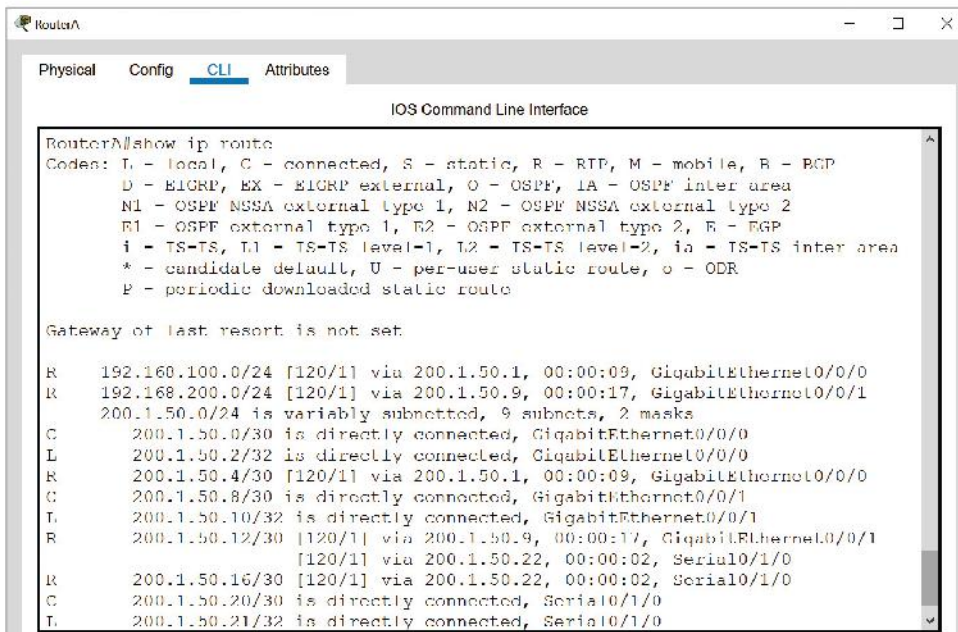 RouterA
Physical Config CLI Attributes
IOS Command Line Interface
RouterA#show ip route
Codes: L - local, C - connected, S - static, R - RIP, M - mobile, B - BGP
D - EIGRP, EX - EIGRP external, O - OSPF, IA - OSPF inter area
N1 - OSPF NSSA external type 1, N2 - OSPF NSSA external type 2
E1 - OSPF external type 1, E2 - OSPF external type 2, E - EGP
i - IS-IS, L1 - IS-IS level-1, L2 - IS-IS level-2, ia - IS-IS inter area
* - candidate default, U - per-user static route, o - ODR
P - periodic downloaded static route
Gateway of last resort is not set
R 192.168.100.0/24 [120/1] via 200.1.50.1, 00:00:09, GigabitEthernet0/0/0
R 192.168.200.0/24 [120/1] via 200.1.50.9, 00:00:17, GigabitEthernet0/0/1
200.1.50.0/24 is variably subnetted, 9 subnets, 2 masks
C 200.1.50.0/30 is directly connected, GigabitEthernet0/0/0
L 200.1.50.2/32 is directly connected, GigabitEthernet0/0/0
R 200.1.50.4/30 [120/1] via 200.1.50.1, 00:00:09, GigabitEthernet0/0/0
C 200.1.50.8/30 is directly connected, GigabitEthernet0/0/1
L 200.1.50.10/32 is directly connected, GigabitEthernet0/0/1
R 200.1.50.12/30 [120/1] via 200.1.50.9, 00:00:17, GigabitEthernet0/0/1
[120/1] via 200.1.50.22, 00:00:02, Serial0/1/0
R 200.1.50.16/30 [120/1] via 200.1.50.22, 00:00:02, Serial0/1/0
C 200.1.50.20/30 is directly connected, Serial0/1/0
L 200.1.50.21/32 is directly connected, Serial0/1/0